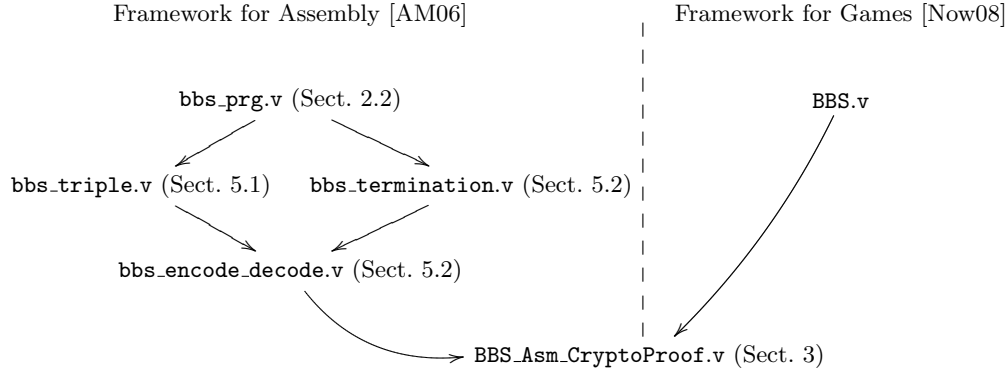 Framework for Assembly [AM06] Framework for Games [Now08]
bbs_prg.v (Sect. 2.2) BBS.v
bbs_triple.v (Sect. 5.1) bbs_termination.v (Sect. 5.2)
bbs_encode_decode.v (Sect. 5.2)
BBS_Asm_CryptoProof.v (Sect. 3)